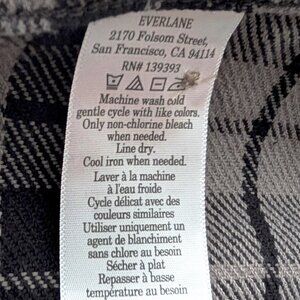 EVERLANE
2170 Folsom Street,
San Francisco, CA 94114
RN# 139393
Machine wash cold
gentle cycle with like colors.
Only non-chlorine bleach
when needed.
Line dry.
Cool iron when needed.
Laver à la machine
à l'eau froide
Cycle délicat avec des
couleurs similaires
Utiliser uniquement un
agent de blanchiment
sans chlore au besoin
Sécher à plat
Repasser à basse
température au besoin